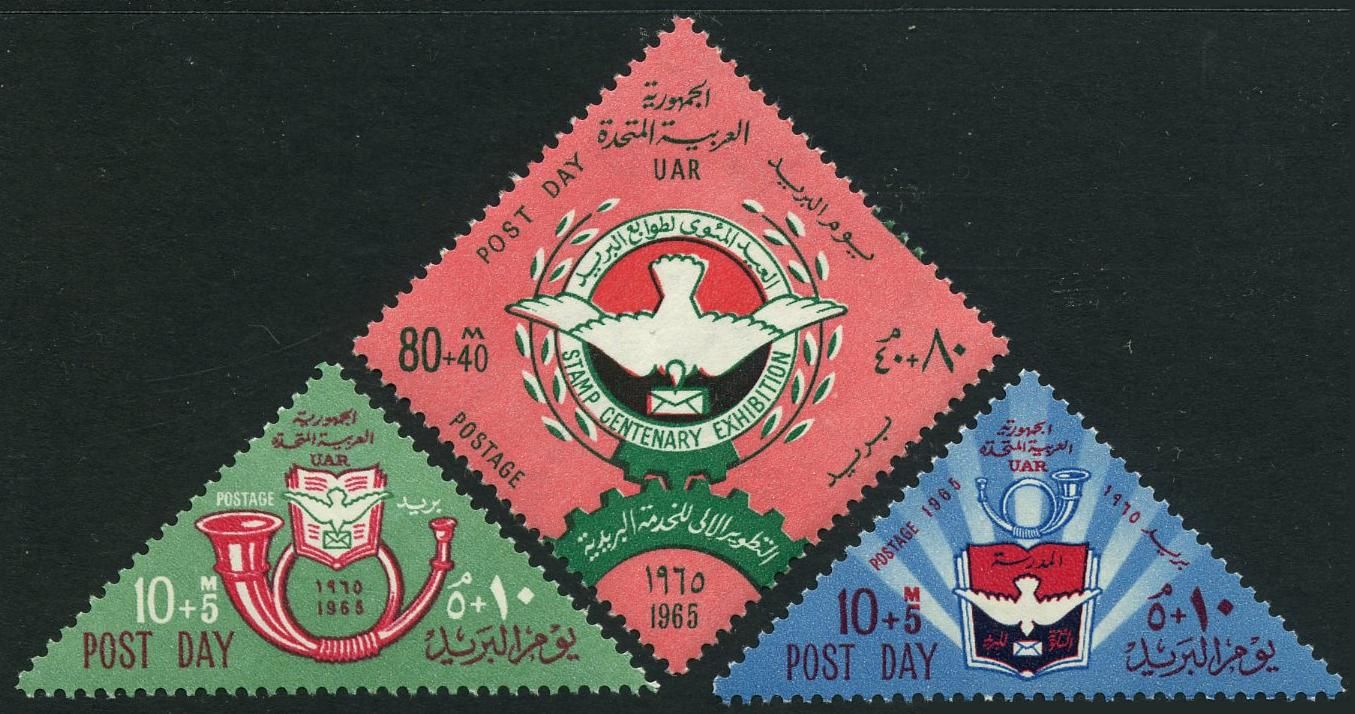 الجمهورية
العربية المتحدة
UAR
POST DAY
يوم البريد
العيد المئوى لطوابع البريد
80+40 M
٨٠+٤٠ م
STAMP CENTENARY EXHIBITION
POSTAGE
بريد
التطوير الالى للخدمة البريدية
١٩٦٥
1965
الجمهورية
العربية المتحدة
UAR
POSTAGE
بريد
١٩٦٥
1965
10+5 M
١٠+٥ م
POST DAY
يوم البريد
الجمهورية
العربية المتحدة
UAR
POSTAGE 1965
بريد ١٩٦٥
المدرسة
10+5 M
١٠+٥ م
POST DAY
يوم البريد